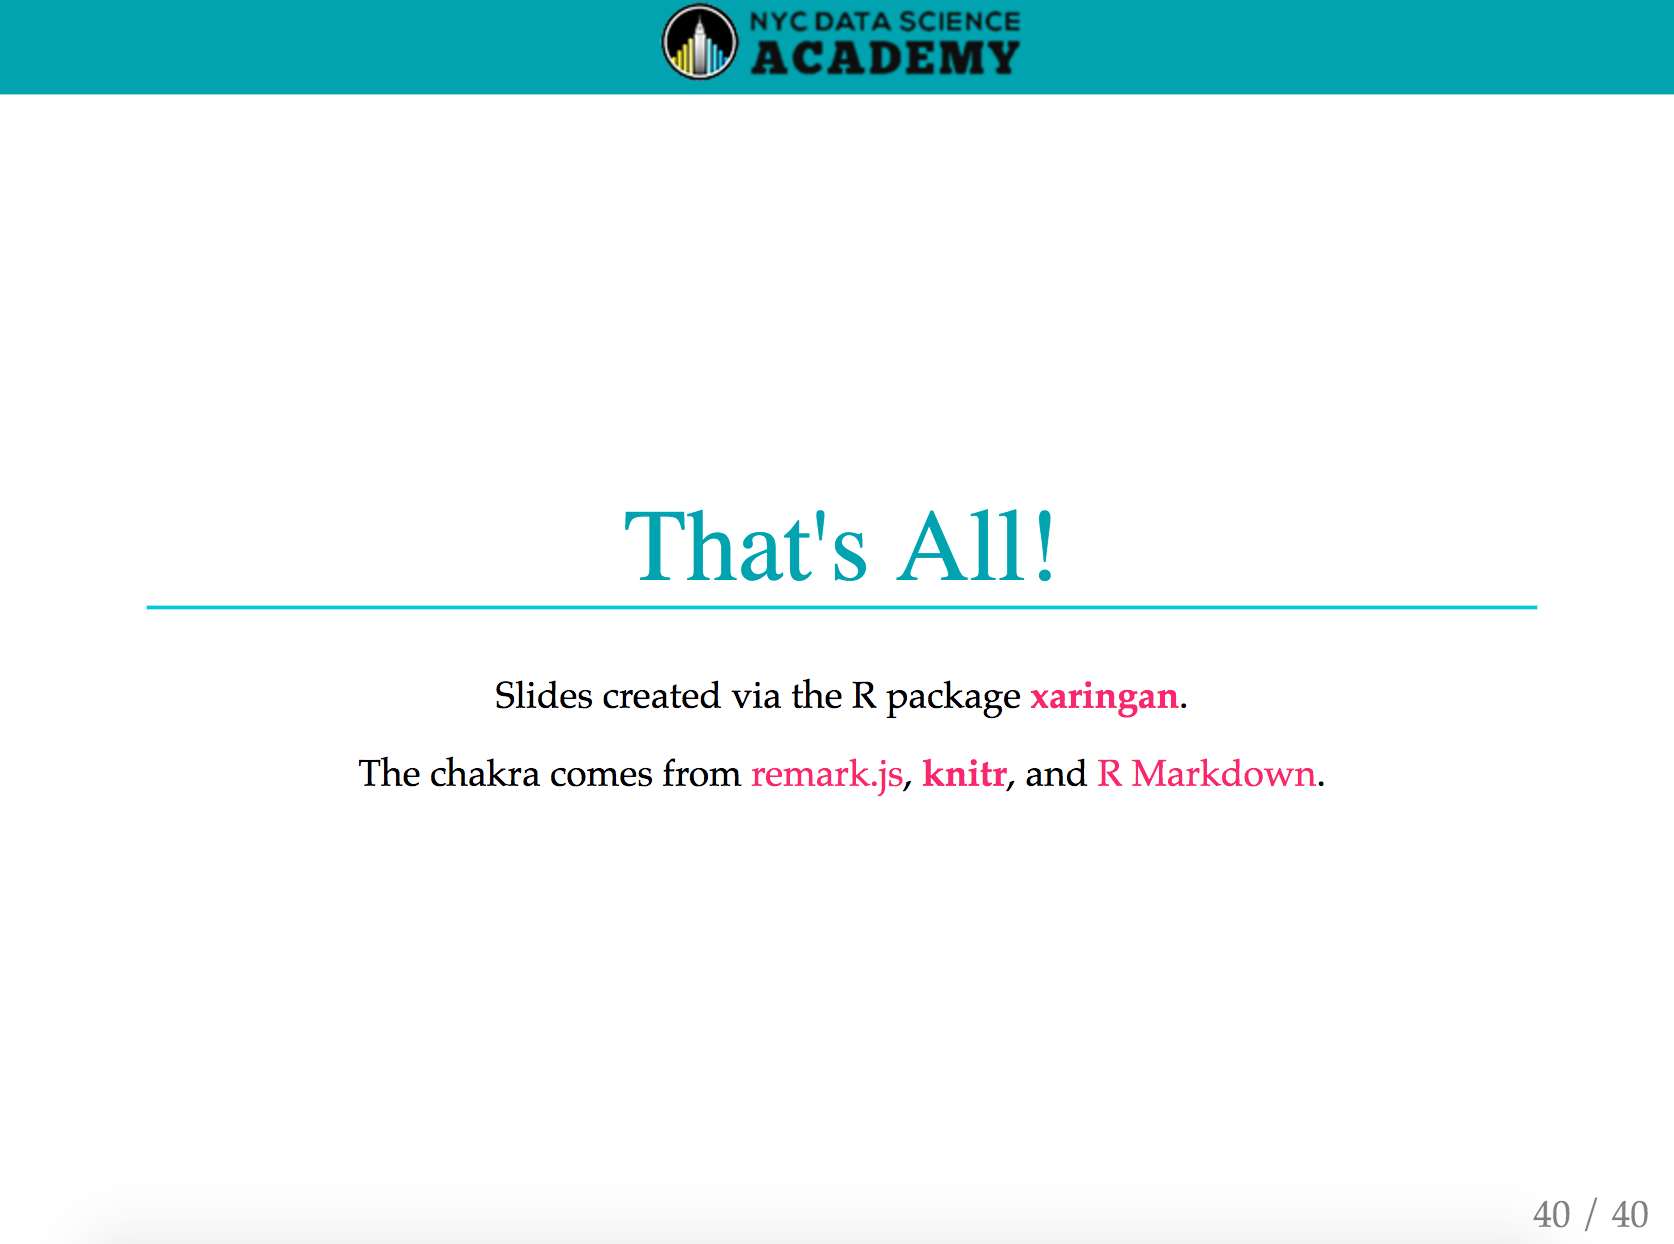 NYC DATA SCIENCE
ACADEMY
That's All!
Slides created via the R package xaringan.
The chakra comes from remark.js, knitr, and R Markdown.
40 / 40